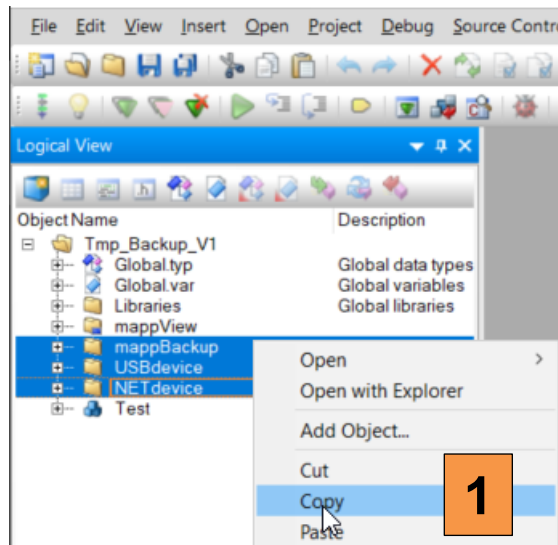 File Edit View Insert Open Project Debug Source Contr
Logical View
Object Name Description
Tmp_Backup_V1
Global.typ Global data types
Global.var Global variables
Libraries Global libraries
mappView
mappBackup
USBdevice
NETdevice
Test
Open
Open with Explorer
Add Object...
Cut
Copy
Paste
1